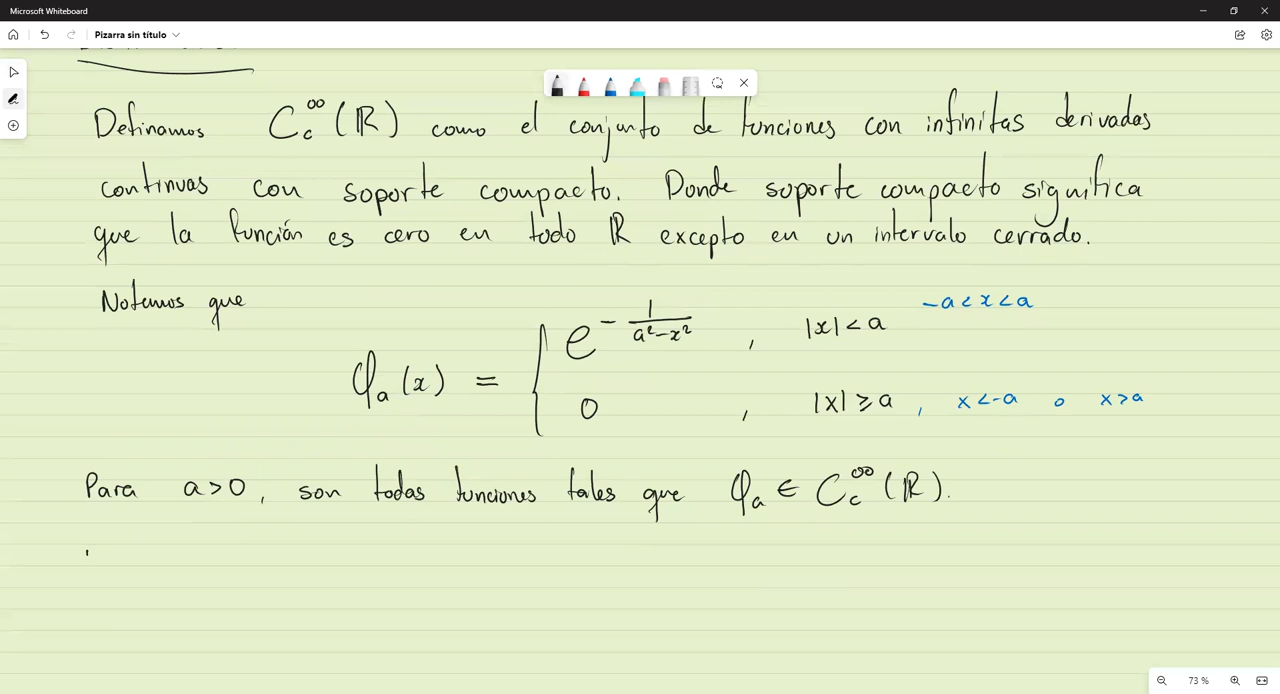 Microsoft Whiteboard
Pizarra sin título
Definamos C_c^∞(ℝ) como el conjunto de funciones con infinitas derivadas
continuas con soporte compacto. Donde soporte compacto significa
que la función es cero en todo ℝ excepto en un intervalo cerrado.
Notemos que
φ_a(x) = { e^{-1/(a²-x²)}, |x| < a -a < x < a
0, |x| ≥ a, x < -a o x > a
Para a > 0, son todas funciones tales que φ_a ∈ C_c^∞(ℝ).
73 %